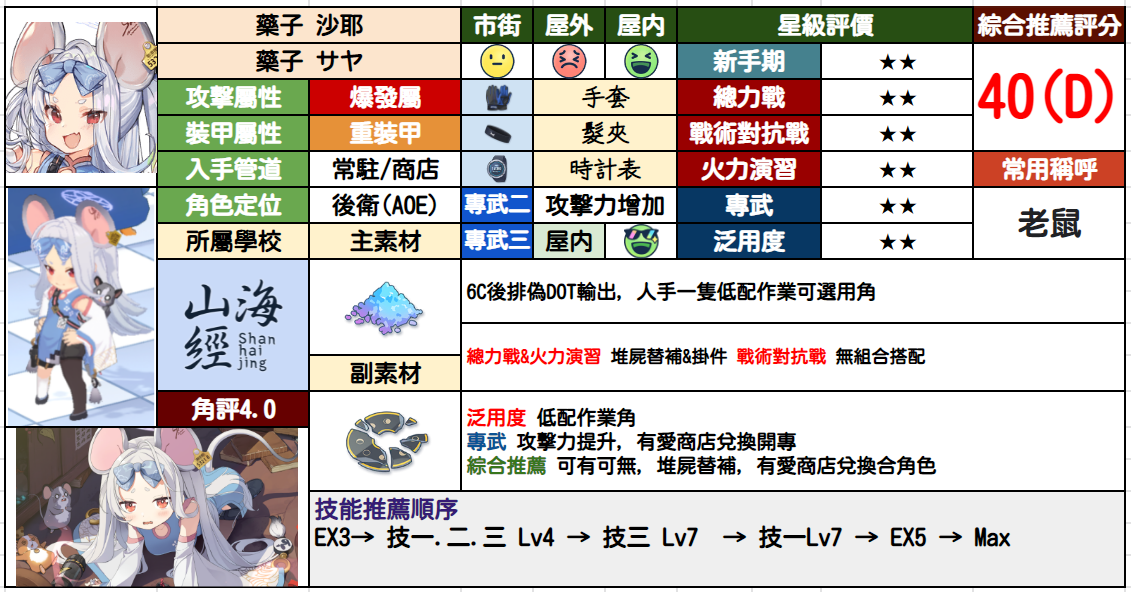 藥子 沙耶
市街 屋外 屋內 星級評價 綜合推薦評分
藥子 サヤ
新手期 ★★ 40(D)
攻擊屬性 爆發屬 手套 總力戰 ★★
裝甲屬性 重裝甲 髮夾 戰術對抗戰 ★★
入手管道 常駐/商店 時計表 火力演習 ★★ 常用稱呼
角色定位 後衛(AOE) 專武二 攻擊力增加 專武 ★★ 老鼠
所屬學校 主素材 專武三 屋內 泛用度 ★★
山海
經
Shan
hai
jing
6C後排偽DOT輸出, 人手一隻低配作業可選用角
總力戰&火力演習 堆屍替補&掛件 戰術對抗戰 無組合搭配
副素材
角評4.0
泛用度 低配作業角
專武 攻擊力提升, 有愛商店兌換開專
綜合推薦 可有可無, 堆屍替補, 有愛商店兌換合角色
技能推薦順序
EX3→ 技一.二.三 Lv4 → 技三 Lv7 → 技一Lv7 → EX5 → Max